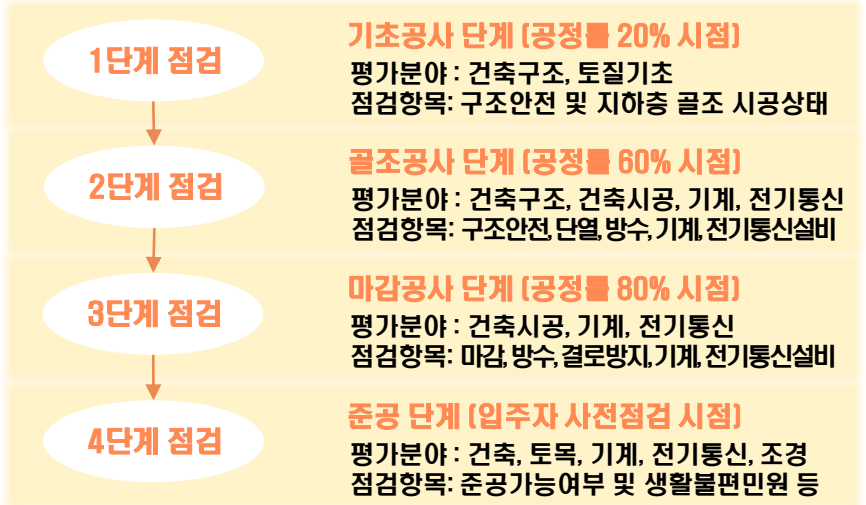 1단계 점검
기초공사 단계 (공정률 20% 시점)
평가분야 : 건축구조, 토질기초
점검항목: 구조안전 및 지하층 골조 시공상태
2단계 점검
골조공사 단계 (공정률 60% 시점)
평가분야 : 건축구조, 건축시공, 기계, 전기통신
점검항목: 구조안전, 단열, 방수, 기계, 전기통신설비
3단계 점검
마감공사 단계 (공정률 80% 시점)
평가분야 : 건축시공, 기계, 전기통신
점검항목: 마감, 방수, 결로방지, 기계, 전기통신설비
4단계 점검
준공 단계 (입주자 사전점검 시점)
평가분야 : 건축, 토목, 기계, 전기통신, 조경
점검항목: 준공가능여부 및 생활불편민원 등